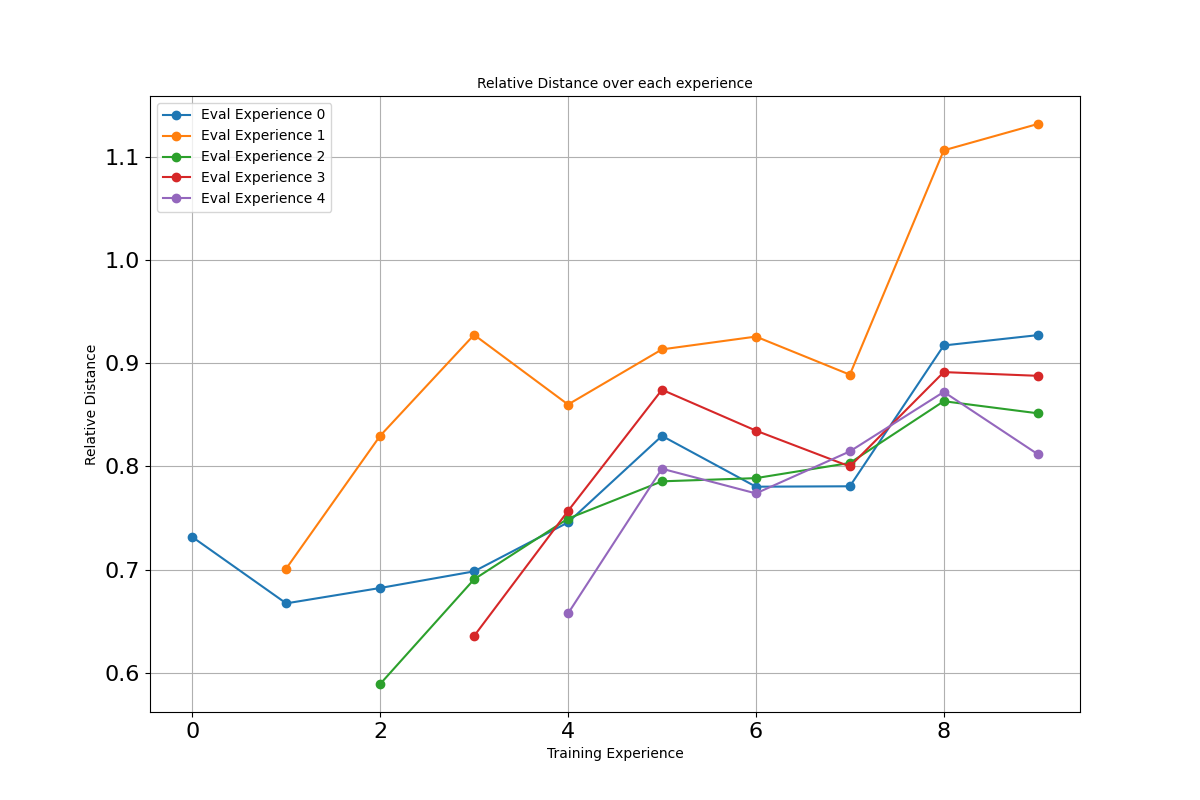 Relative Distance over each experience
Eval Experience 0
Eval Experience 1
Eval Experience 2
Eval Experience 3
Eval Experience 4
1.1
1.0
0.9
0.8
0.7
0.6
Relative Distance
0 2 4 6 8
Training Experience